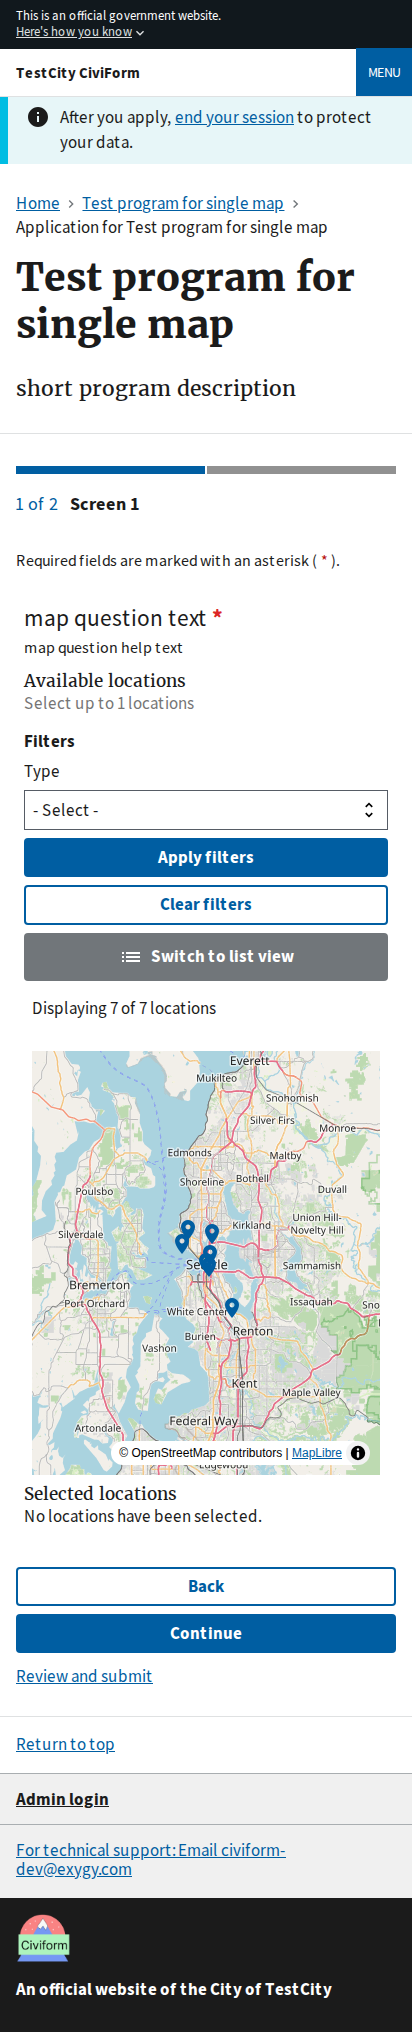 This is an official government website.
Here's how you know
TestCity CiviForm
MENU
After you apply, end your session to protect
your data.
Home > Test program for single map >
Application for Test program for single map
Test program for
single map
short program description
1 of 2 Screen 1
Required fields are marked with an asterisk ( * ).
map question text *
map question help text
Available locations
Select up to 1 locations
Filters
Type
- Select -
Apply filters
Clear filters
Switch to list view
Displaying 7 of 7 locations
Everett
Mukilteo
Snohomish
Silver Firs
Monroe
Edmonds
Maltby
Shoreline
Bothell
Duvall
Poulsbo
Union Hill-
Novelty Hill
Kirkland
Silverdale
Sammamish
Bremerton
Port Orchard
Issaquah
White Center
Burien
Renton
Vashon
Kent
Maple Valley
Federal Way
Artondale
© OpenStreetMap contributors | MapLibre
Selected locations
No locations have been selected.
Back
Continue
Review and submit
Return to top
Admin login
For technical support: Email civiform-
dev@exygy.com
Civiform
An official website of the City of TestCity